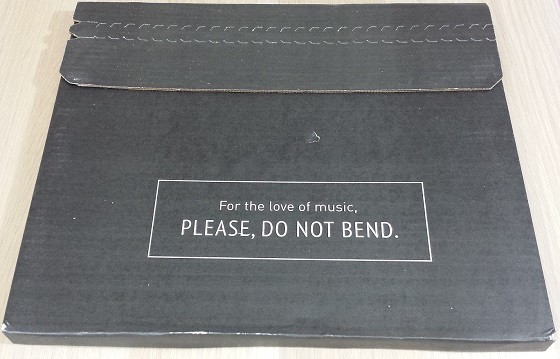 For the love of music,
PLEASE, DO NOT BEND.